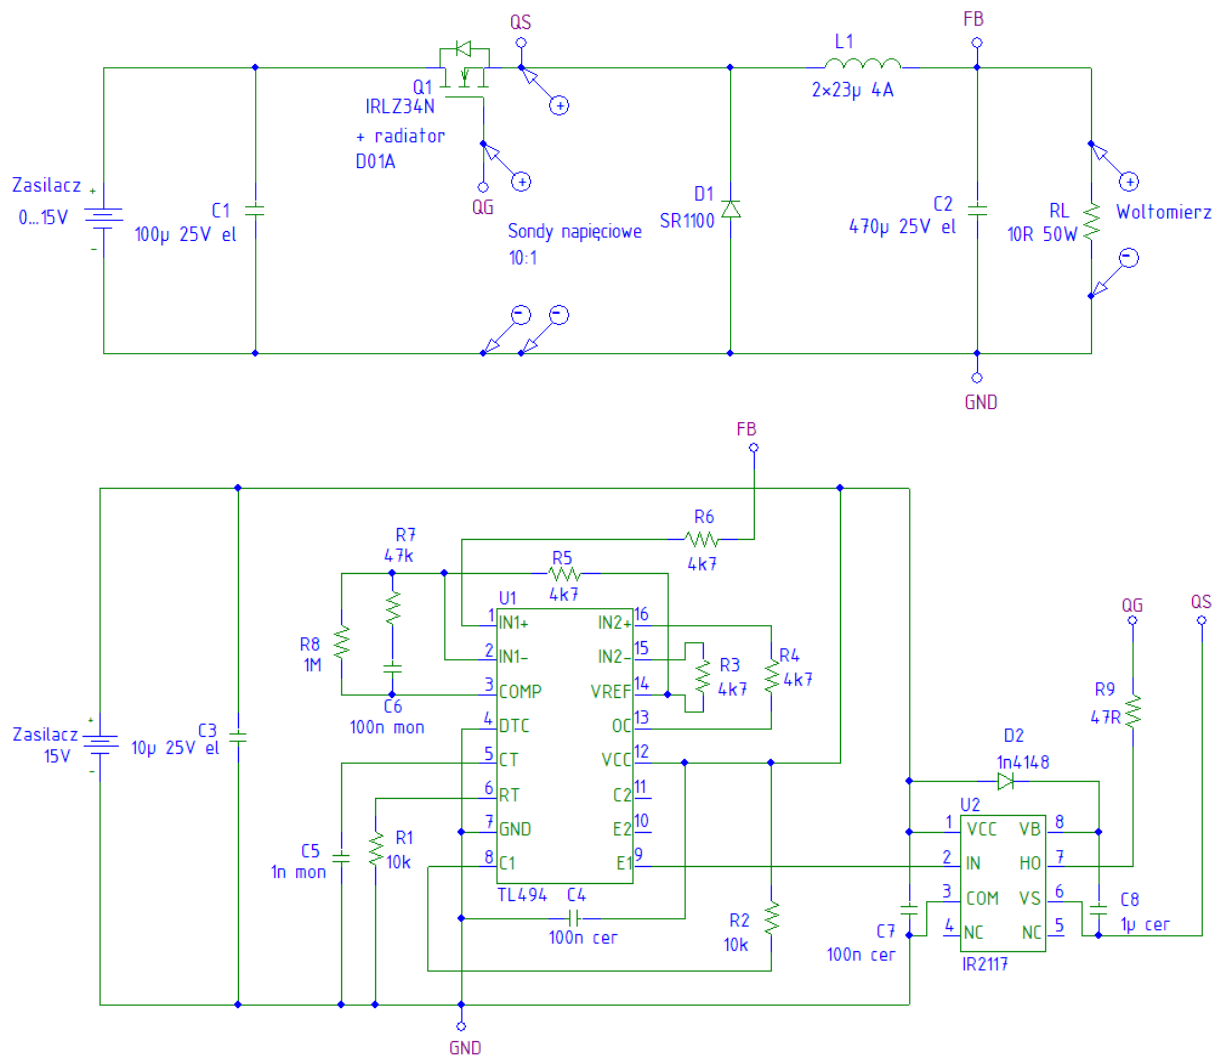 QS
FB
L1
2×23µ 4A
Q1
IRLZ34N
+ radiator
D01A
QG
Zasilacz
0...15V
+
-
C1
100µ 25V el
Sondy napięciowe
10:1
D1
SR1100
C2
470µ 25V el
RL
10R 50W
Woltomierz
+
+
+
-
-
-
GND
FB
R6
4k7
R7
47k
R5
4k7
U1
R8
1M
C6
100n mon
1 IN1+ IN2+ 16
2 IN1- IN2- 15
3 COMP VREF 14
4 DTC OC 13
5 CT VCC 12
6 RT C2 11
7 GND E2 10
8 C1 E1 9
TL494
R3
4k7
R4
4k7
Zasilacz
15V
+
-
C3
10µ 25V el
C5
1n mon
R1
10k
C4
100n cer
R2
10k
QG
QS
R9
47R
D2
1n4148
U2
1 VCC VB 8
2 IN HO 7
3 COM VS 6
4 NC NC 5
IR2117
C7
100n cer
C8
1µ cer
GND